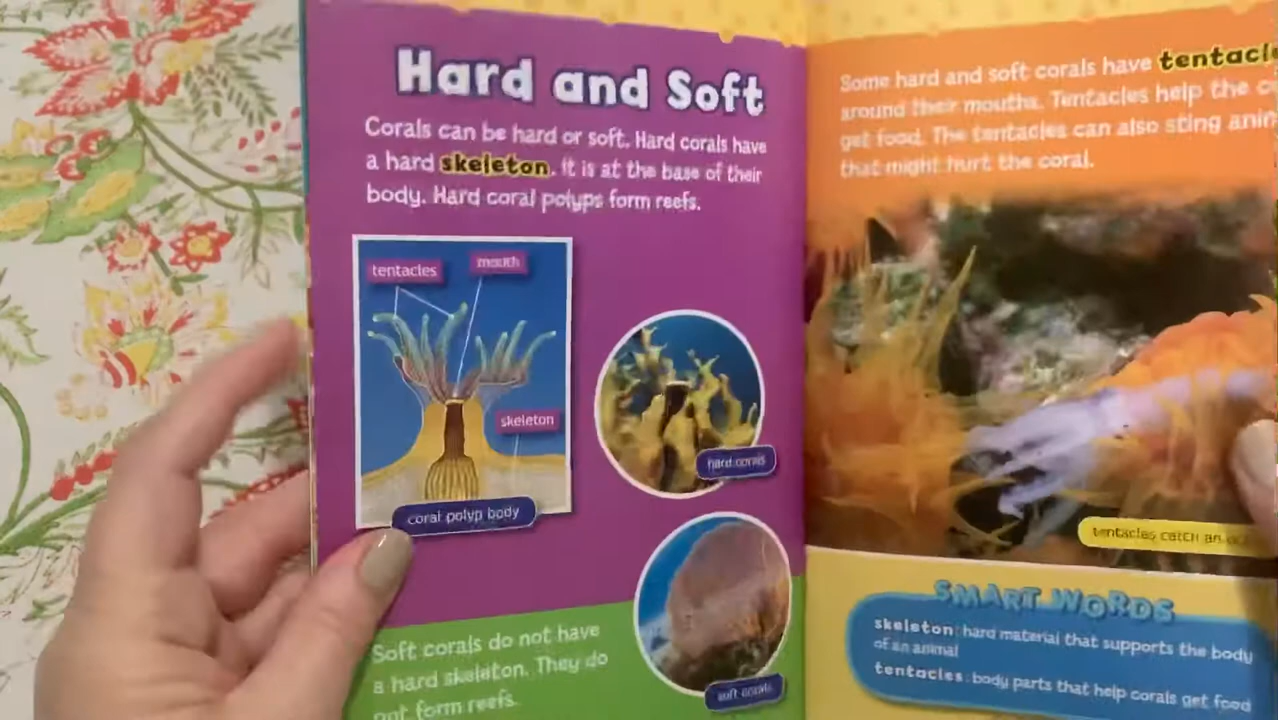 Hard and Soft
Corals can be hard or soft. Hard corals have
a hard skeleton. It is at the base of their
body. Hard coral polyps form reefs.
tentacles
mouth
skeleton
coral polyp body
hard corals
soft corals
Soft corals do not have
a hard skeleton. They do
not form reefs.
Some hard and soft corals have
around their mouths. Tentacles help the
get food. The tentacles can also sting
that might hurt the coral.
tentacles catch an
SMART WORDS
skeleton: hard material that supports the body
of an animal
tentacles: body parts that help corals get food